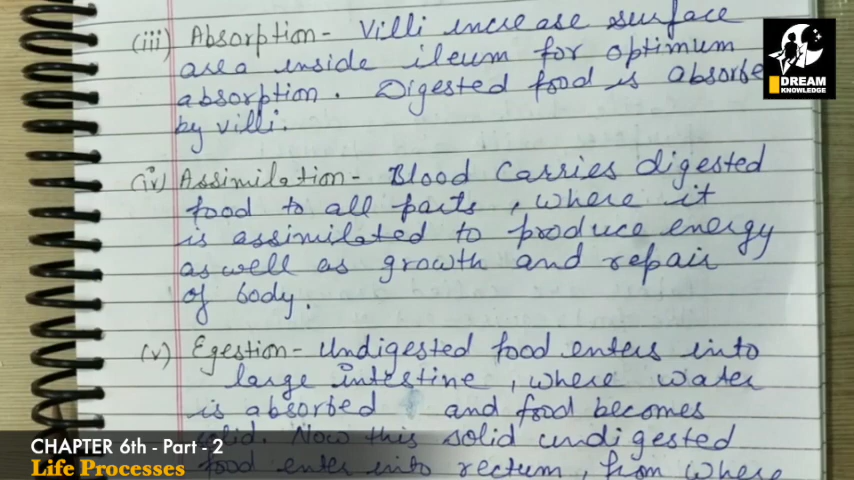 (iii) Absorption - Villi increase surface
area inside ileum for optimum
absorption. Digested food is absorbe
by villi.
(iv) Assimilation - Blood Carries digested
food to all parts, where it
is assimilated to produce energy
as well as growth and repair
of body.
(v) Egestion - Undigested food enters into
large intestine, where water
is absorbed and food becomes
solid. Now this solid undigested
food enter into rectum, from where
DREAM
KNOWLEDGE
CHAPTER 6th - Part - 2
Life Processes